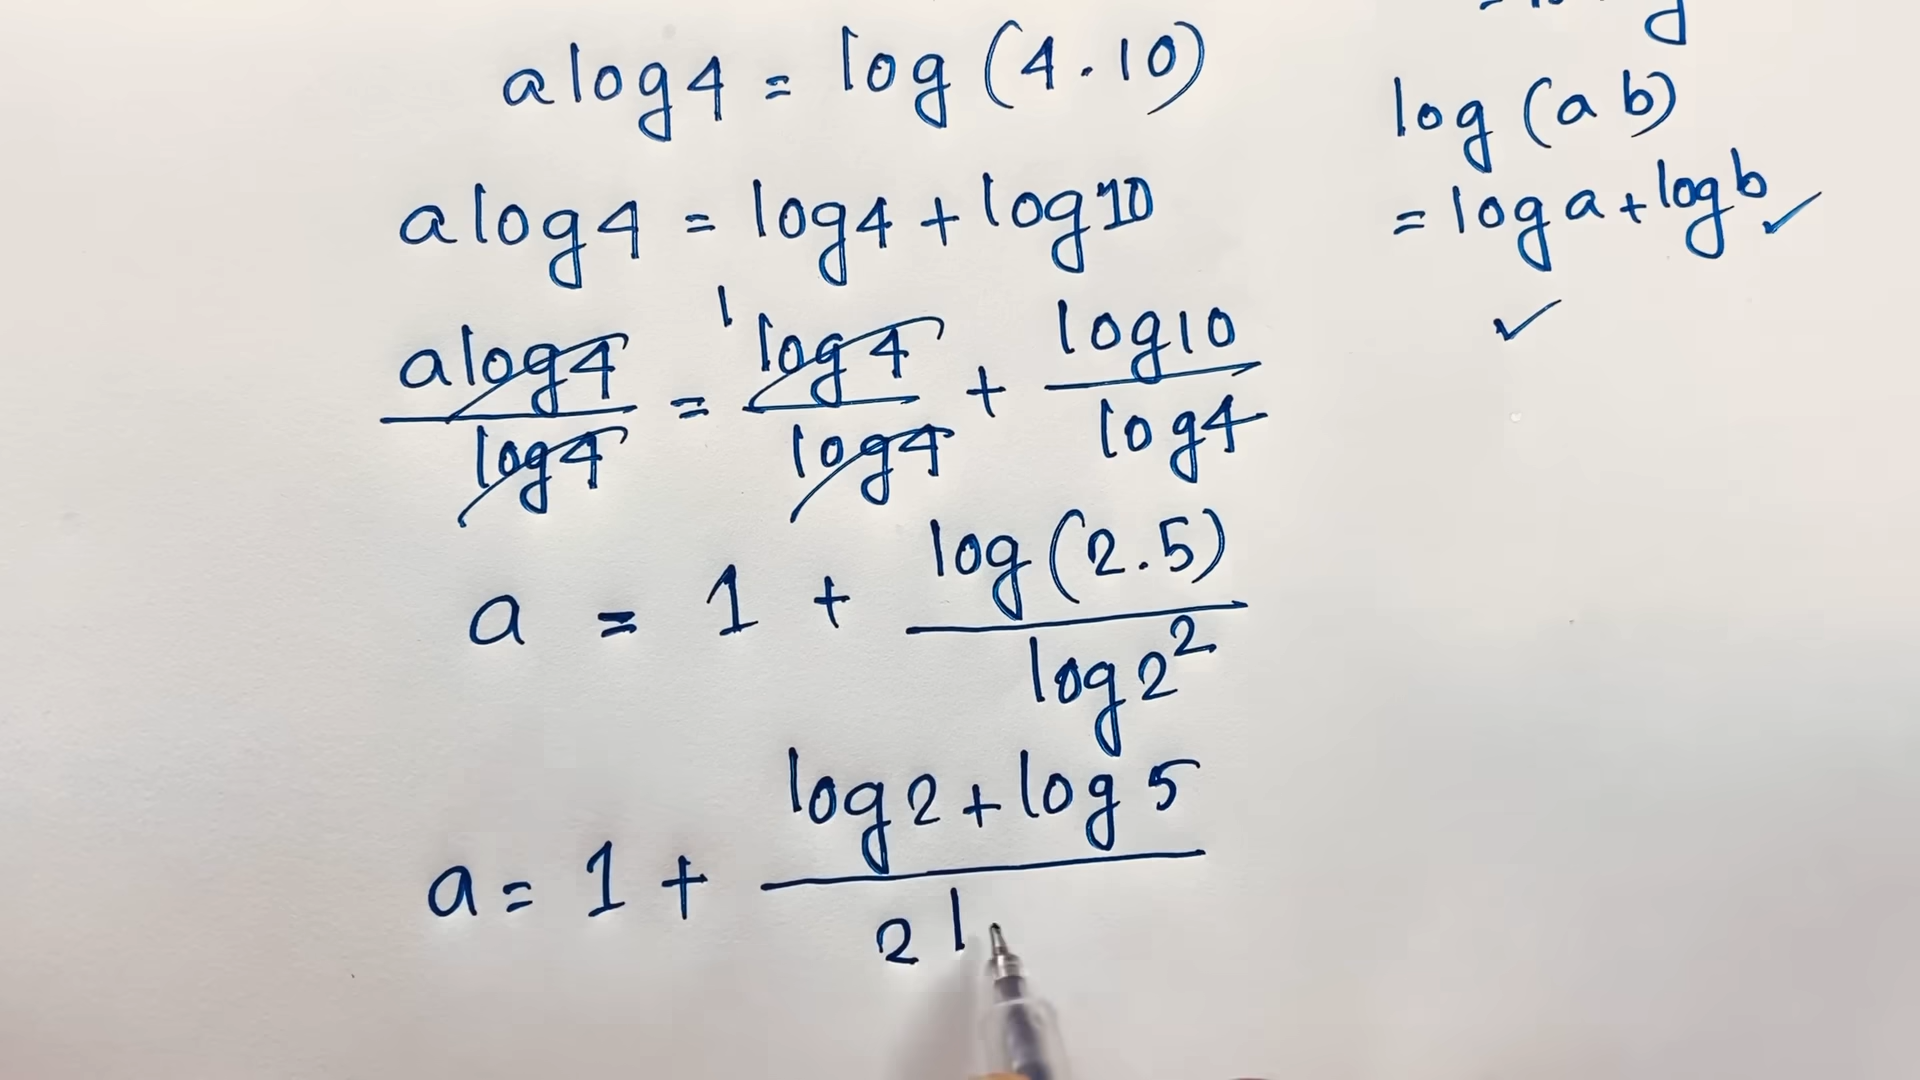 a log 4 = log (4 . 10)
a log 4 = log 4 + log 10
a log 4 / log 4 = 1 log 4 / log 4 + log 10 / log 4
a = 1 + log (2 . 5) / log 2²
a = 1 + log 2 + log 5 / 2 l
log (a b)
= log a + log b ✓
✓